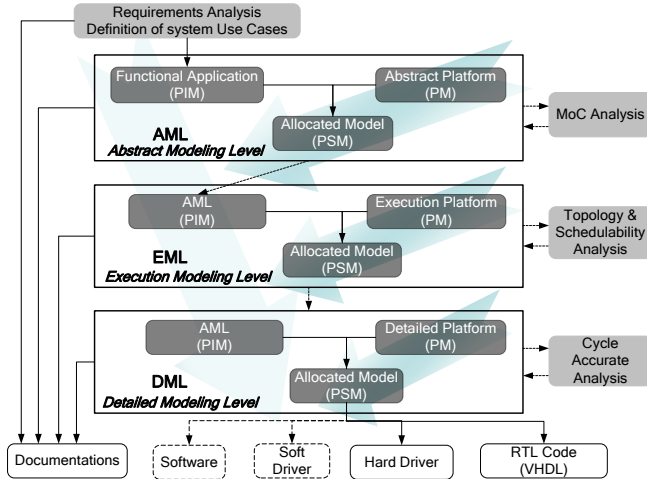 Requirements Analysis
Definition of system Use Cases
Functional Application
(PIM)
Abstract Platform
(PM)
Allocated Model
(PSM)
AML
Abstract Modeling Level
MoC Analysis
AML
(PIM)
Execution Platform
(PM)
Allocated Model
(PSM)
EML
Execution Modeling Level
Topology &
Schedulability
Analysis
AML
(PIM)
Detailed Platform
(PM)
Allocated Model
(PSM)
DML
Detailed Modeling Level
Cycle
Accurate
Analysis
Documentations
Software
Soft
Driver
Hard Driver
RTL Code
(VHDL)